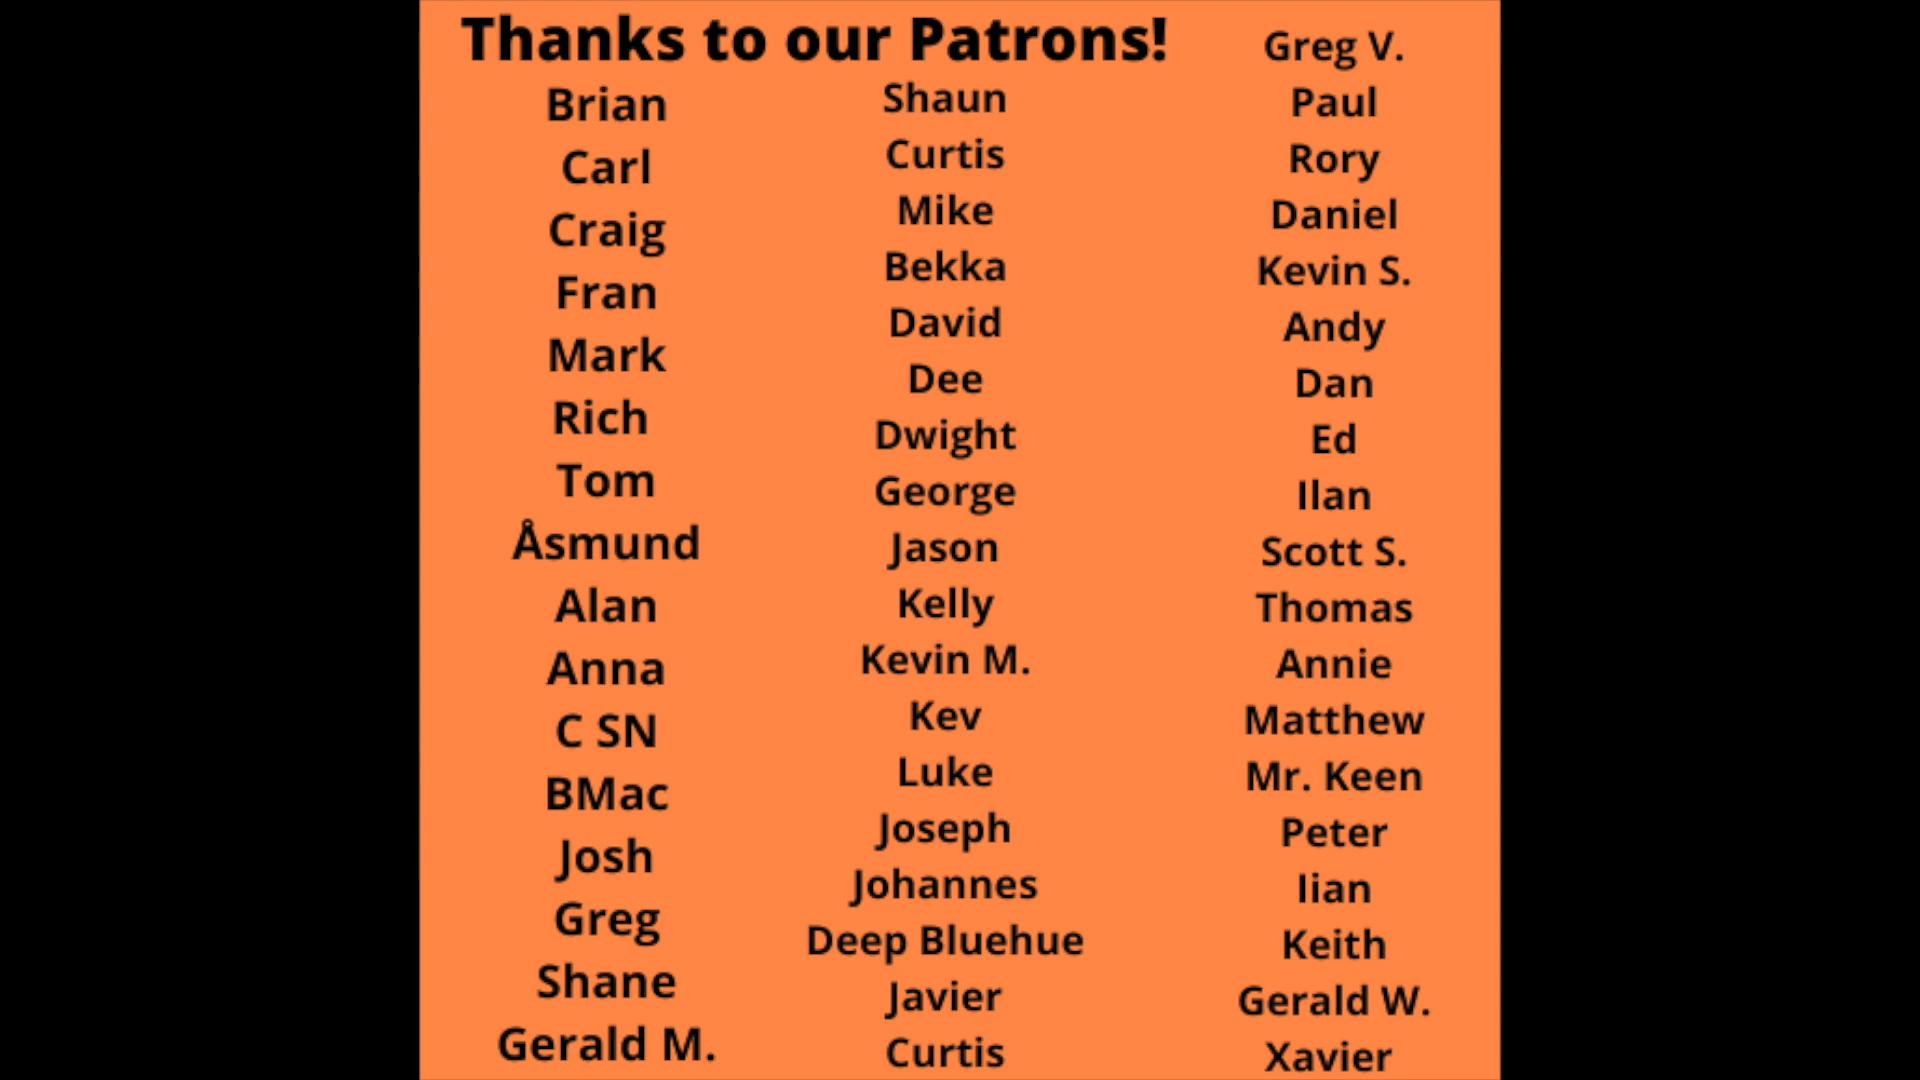 Thanks to our Patrons!
Brian
Carl
Craig
Fran
Mark
Rich
Tom
Åsmund
Alan
Anna
C SN
BMac
Josh
Greg
Shane
Gerald M.
Shaun
Curtis
Mike
Bekka
David
Dee
Dwight
George
Jason
Kelly
Kevin M.
Kev
Luke
Joseph
Johannes
Deep Bluehue
Javier
Curtis
Greg V.
Paul
Rory
Daniel
Kevin S.
Andy
Dan
Ed
Ilan
Scott S.
Thomas
Annie
Matthew
Mr. Keen
Peter
Iian
Keith
Gerald W.
Xavier